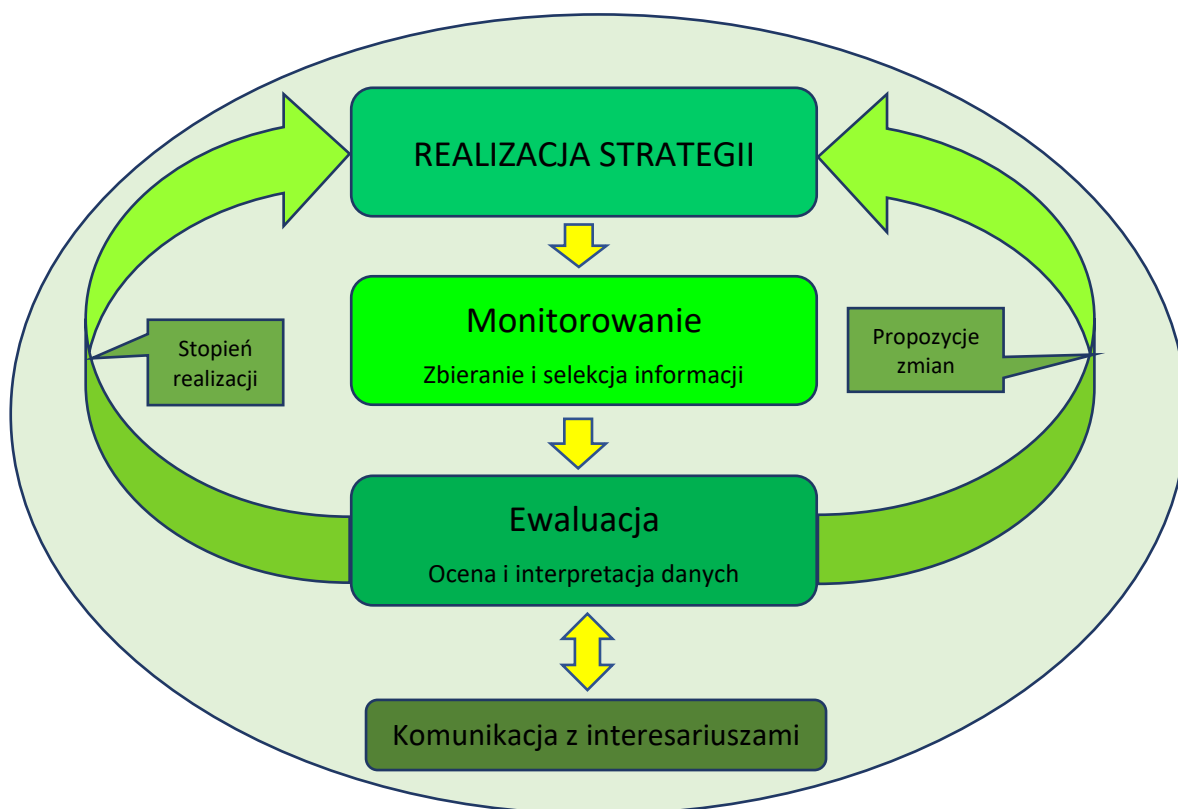 REALIZACJA STRATEGII
Monitorowanie
Zbieranie i selekcja informacji
Stopień
realizacji
Propozycje
zmian
Ewaluacja
Ocena i interpretacja danych
Komunikacja z interesariuszami